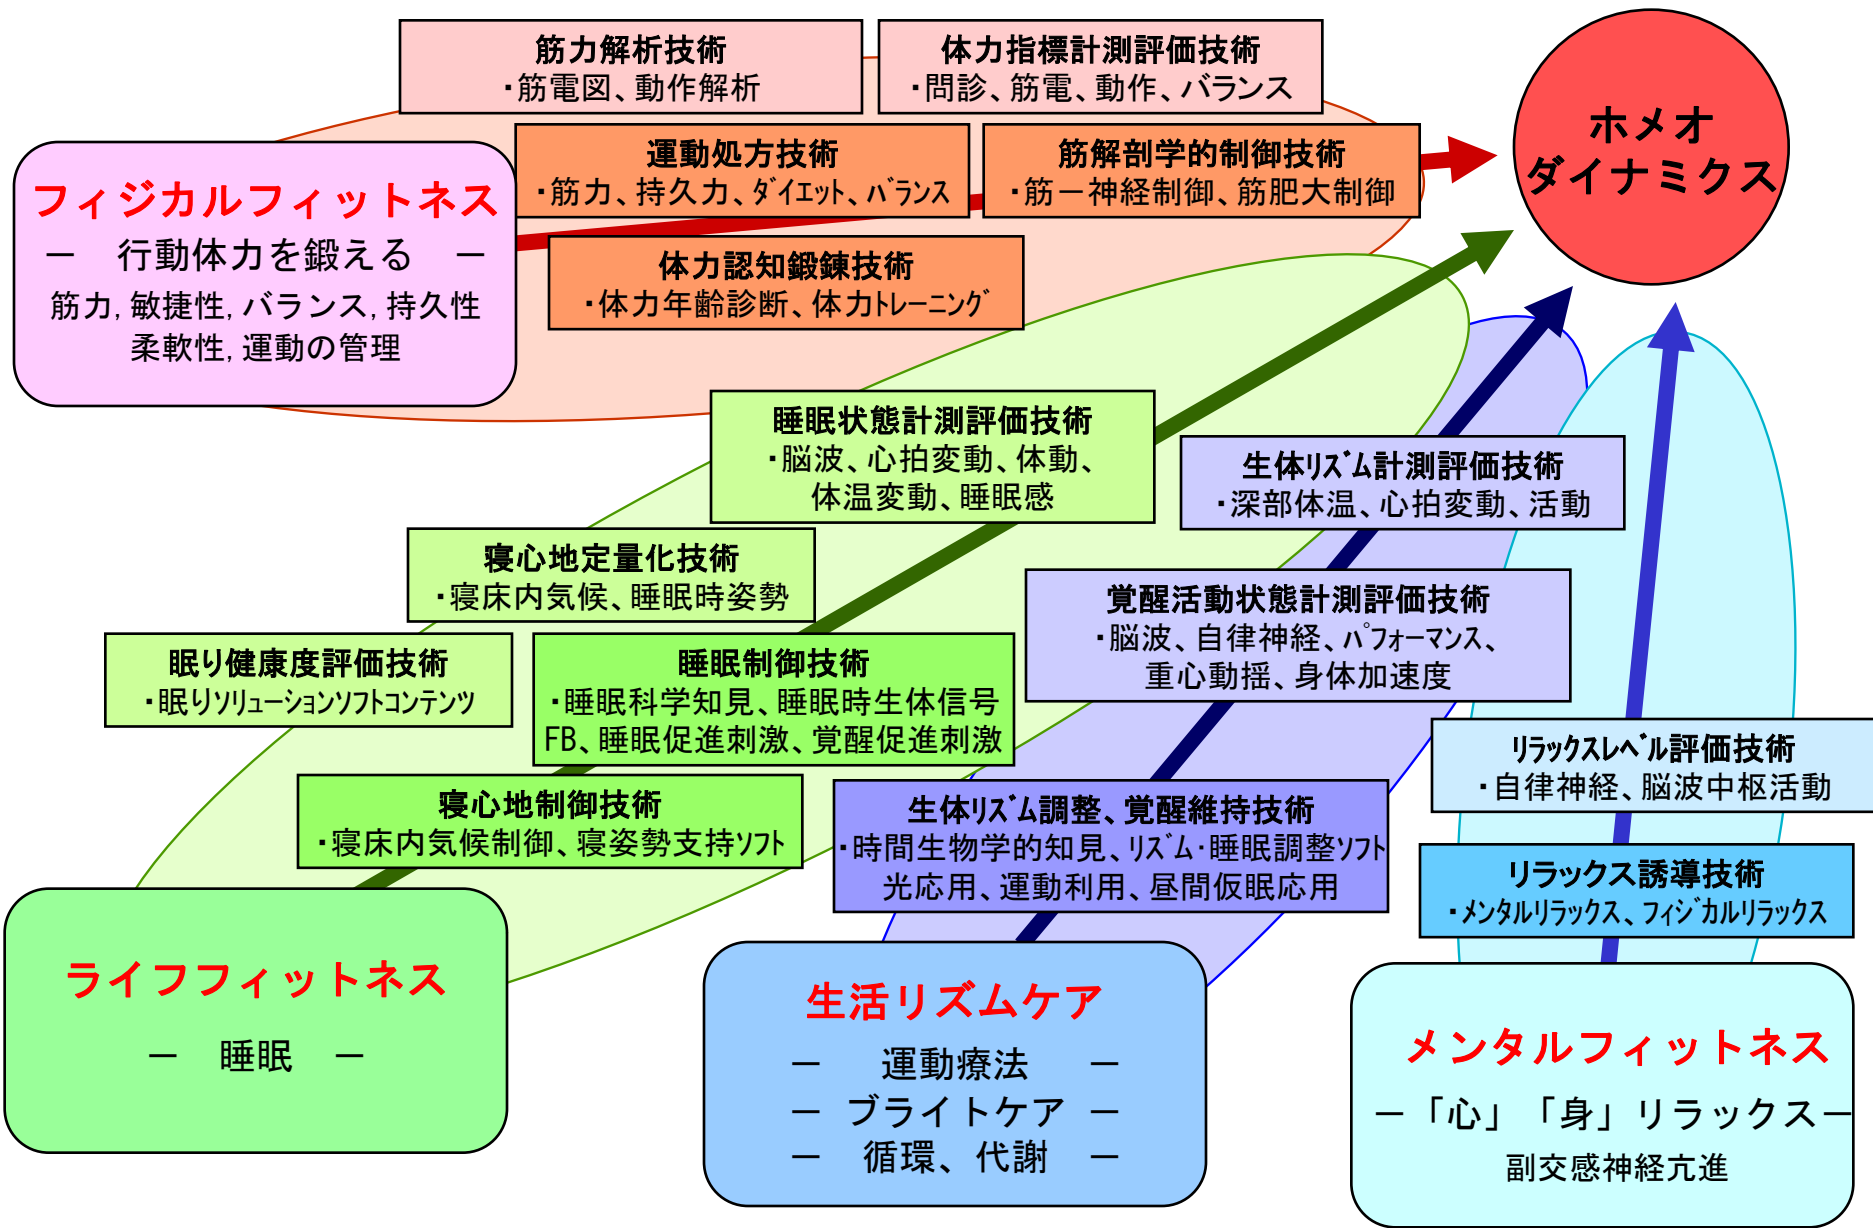 筋力解析技術
・筋電図、動作解析
体力指標計測評価技術
・問診、筋電、動作、バランス
ホメオ
ダイナミクス
運動処方技術
・筋力、持久力、ﾀﾞｲｴｯﾄ、ﾊﾞﾗﾝｽ
筋解剖学的制御技術
・筋－神経制御、筋肥大制御
フィジカルフィットネス
－　行動体力を鍛える　－
筋力,敏捷性,バランス,持久性
柔軟性,運動の管理
体力認知鍛錬技術
・体力年齢診断、体力ﾄﾚｰﾆﾝｸﾞ
睡眠状態計測評価技術
・脳波、心拍変動、体動、
体温変動、睡眠感
生体ﾘｽﾞﾑ計測評価技術
・深部体温、心拍変動、活動
寝心地定量化技術
・寝床内気候、睡眠時姿勢
覚醒活動状態計測評価技術
・脳波、自律神経、ﾊﾟﾌｫｰﾏﾝｽ、
重心動揺、身体加速度
眠り健康度評価技術
・眠りｿﾘｭｰｼｮﾝｿﾌﾄコンテンツ
睡眠制御技術
・睡眠科学知見、睡眠時生体信号
FB、睡眠促進刺激、覚醒促進刺激
リラックスレﾍﾞル評価技術
・自律神経、脳波中枢活動
寝心地制御技術
・寝床内気候制御、寝姿勢支持ｿﾌﾄ
生体ﾘｽﾞﾑ調整、覚醒維持技術
・時間生物学的知見、ﾘｽﾞﾑ･睡眠調整ｿﾌﾄ
光応用、運動利用、昼間仮眠応用
リラックス誘導技術
・ﾒﾝﾀﾙﾘﾗｯｸｽ、ﾌｨｼﾞｶﾙﾘﾗｯｸｽ
ライフフィットネス
－　睡眠　－
生活リズムケア
－　運動療法　－
－　ブライトケア　－
－　循環、代謝　－
メンタルフィットネス
－「心」「身」リラックス－
副交感神経亢進